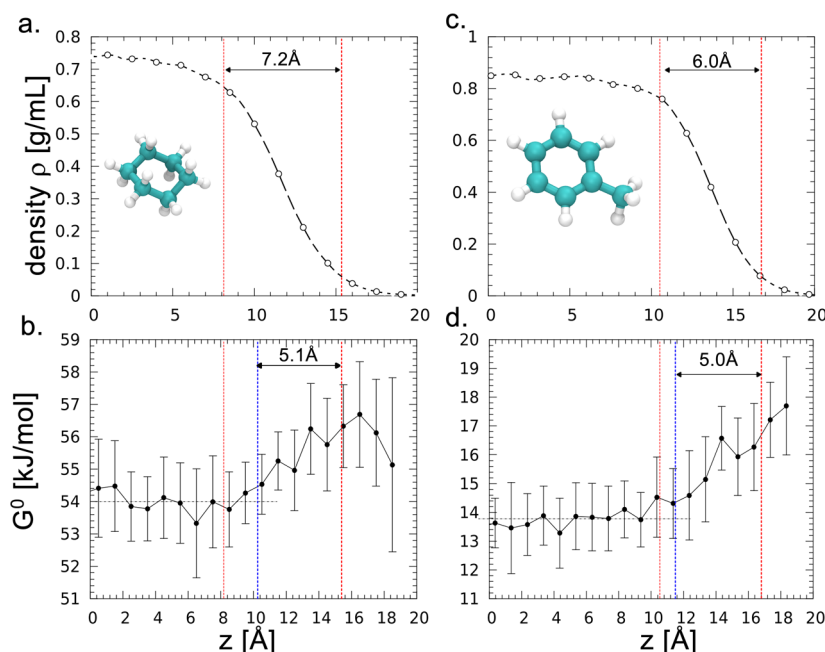 a.
0.8
0.7
0.6
0.5
0.4
0.3
0.2
0.1
0
density ρ [g/mL]
7.2Å
0 5 10 15 20
c.
1
0.8
0.6
0.4
0.2
0
6.0Å
0 5 10 15 20
b.
59
58
57
56
55
54
53
52
51
G⁰ [kJ/mol]
5.1Å
0 2 4 6 8 10 12 14 16 18 20
z [Å]
d.
20
19
18
17
16
15
14
13
12
11
5.0Å
0 2 4 6 8 10 12 14 16 18 20
z [Å]